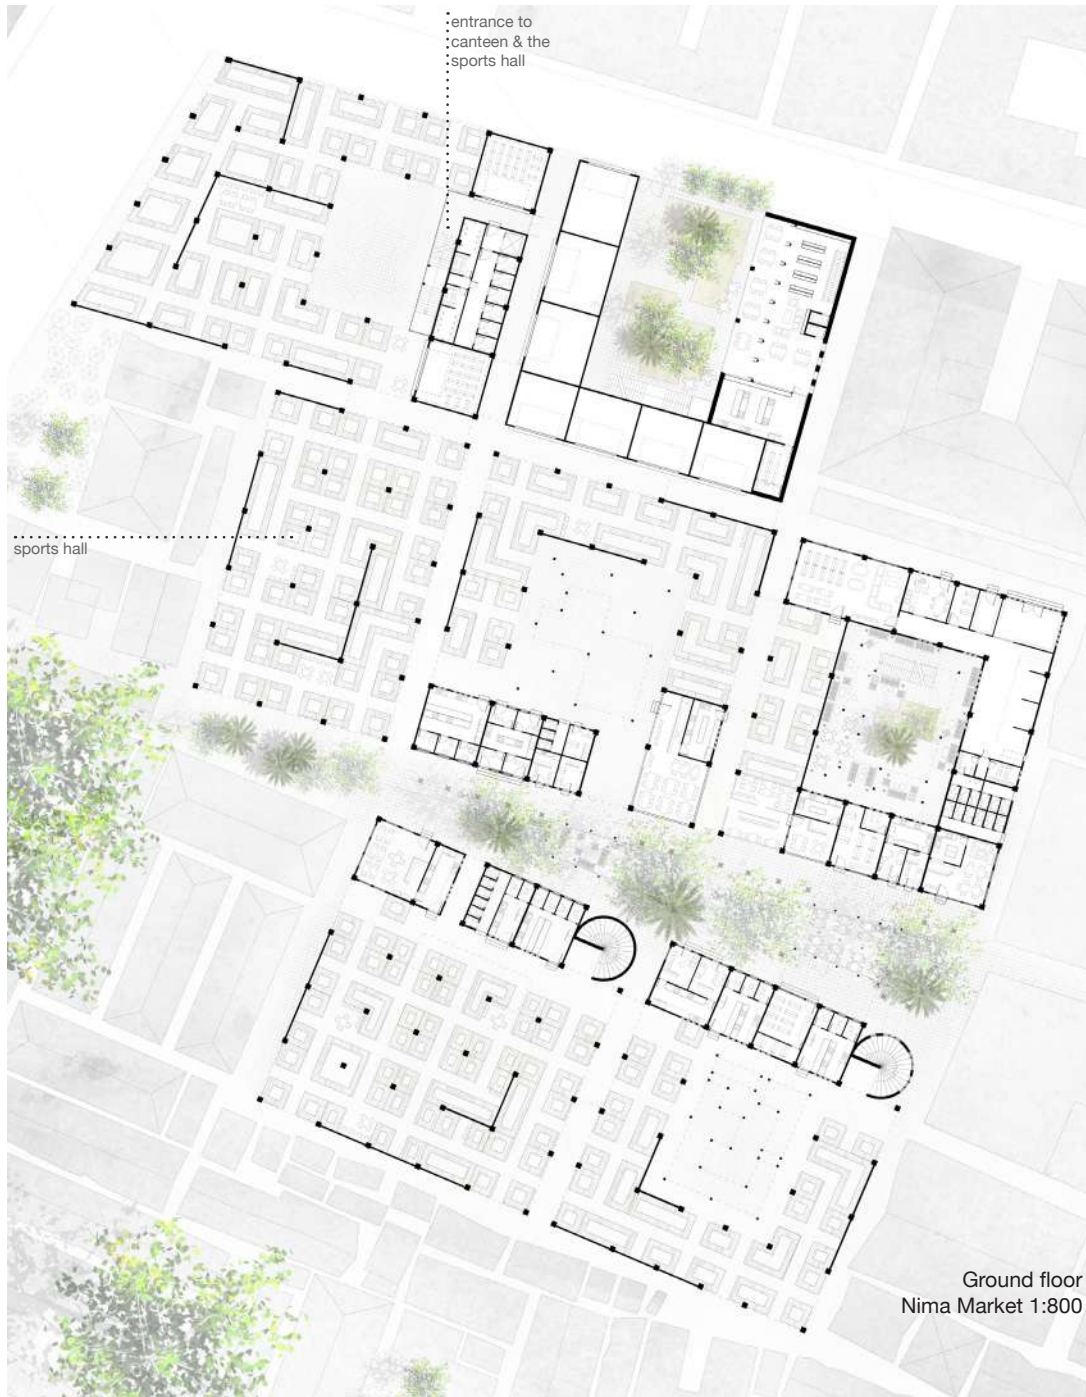 entrance to
canteen & the
sports hall
sports hall
Ground floor
Nima Market 1:800